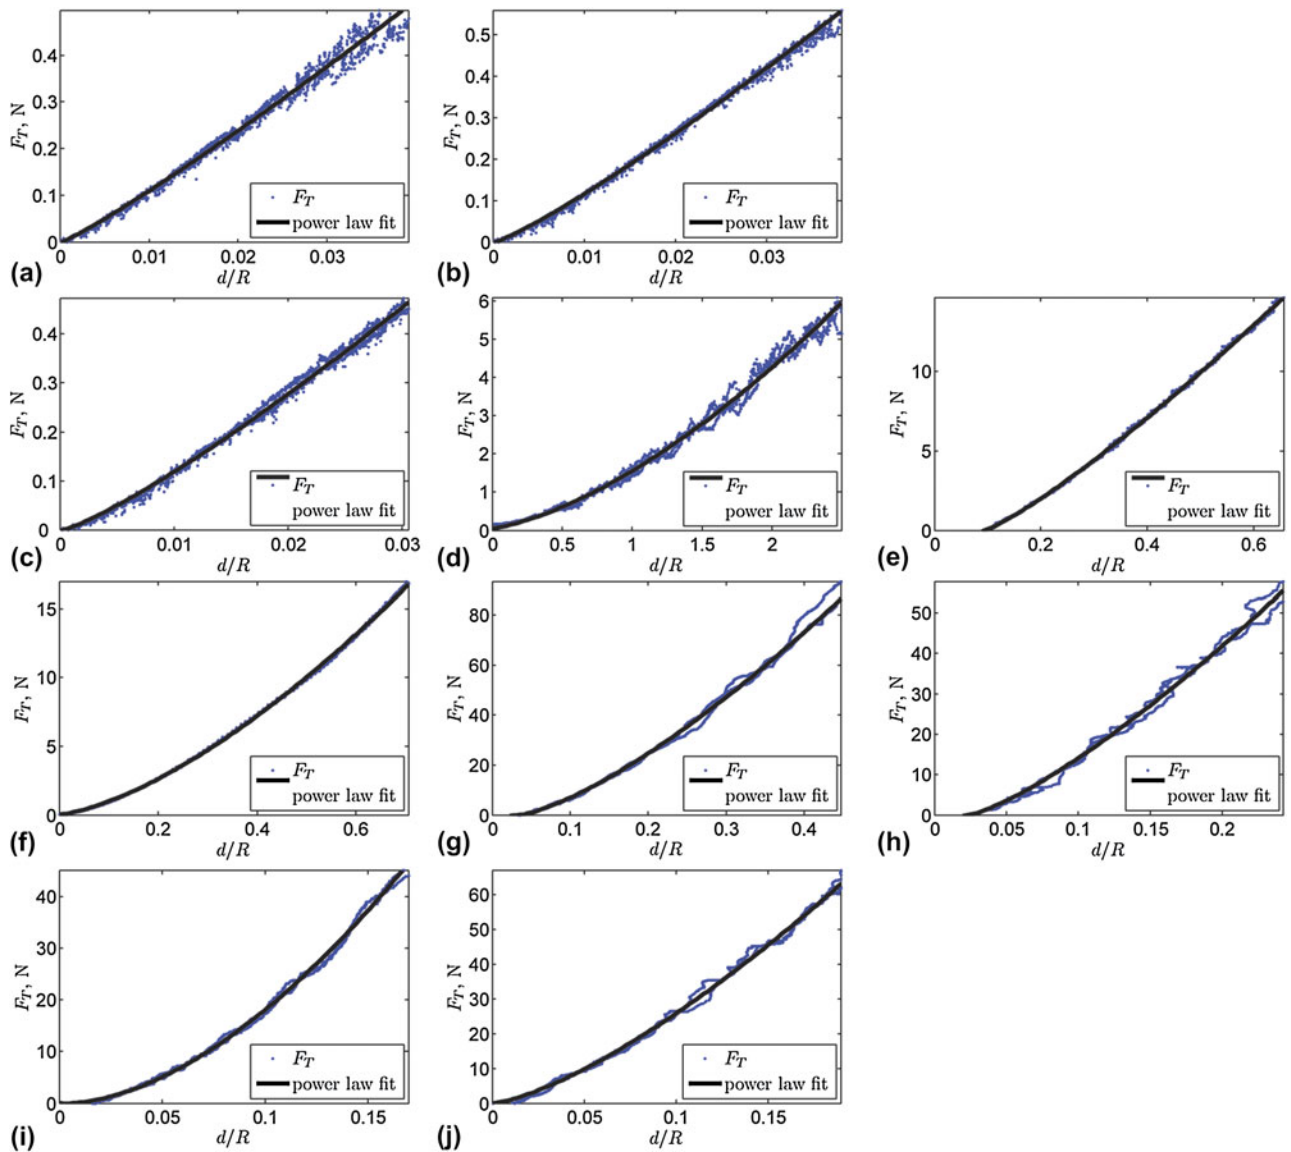 0.4
0.3
0.2
0.1
0
F_T, N
0 0.01 0.02 0.03
d/R
F_T
power law fit
(a)
0.5
0.4
0.3
0.2
0.1
0
F_T, N
0 0.01 0.02 0.03
d/R
F_T
power law fit
(b)
0.4
0.3
0.2
0.1
0
F_T, N
0 0.01 0.02 0.03
d/R
F_T
power law fit
(c)
6
5
4
3
2
1
0
F_T, N
0 0.5 1 1.5 2
d/R
F_T
power law fit
(d)
10
5
0
F_T, N
0 0.2 0.4 0.6
d/R
F_T
power law fit
(e)
15
10
5
0
F_T, N
0 0.2 0.4 0.6
d/R
F_T
power law fit
(f)
80
60
40
20
0
F_T, N
0 0.1 0.2 0.3 0.4
d/R
F_T
power law fit
(g)
50
40
30
20
10
0
F_T, N
0 0.05 0.1 0.15 0.2
d/R
F_T
power law fit
(h)
40
30
20
10
0
F_T, N
0 0.05 0.1 0.15
d/R
F_T
power law fit
(i)
60
50
40
30
20
10
0
F_T, N
0 0.05 0.1 0.15
d/R
F_T
power law fit
(j)